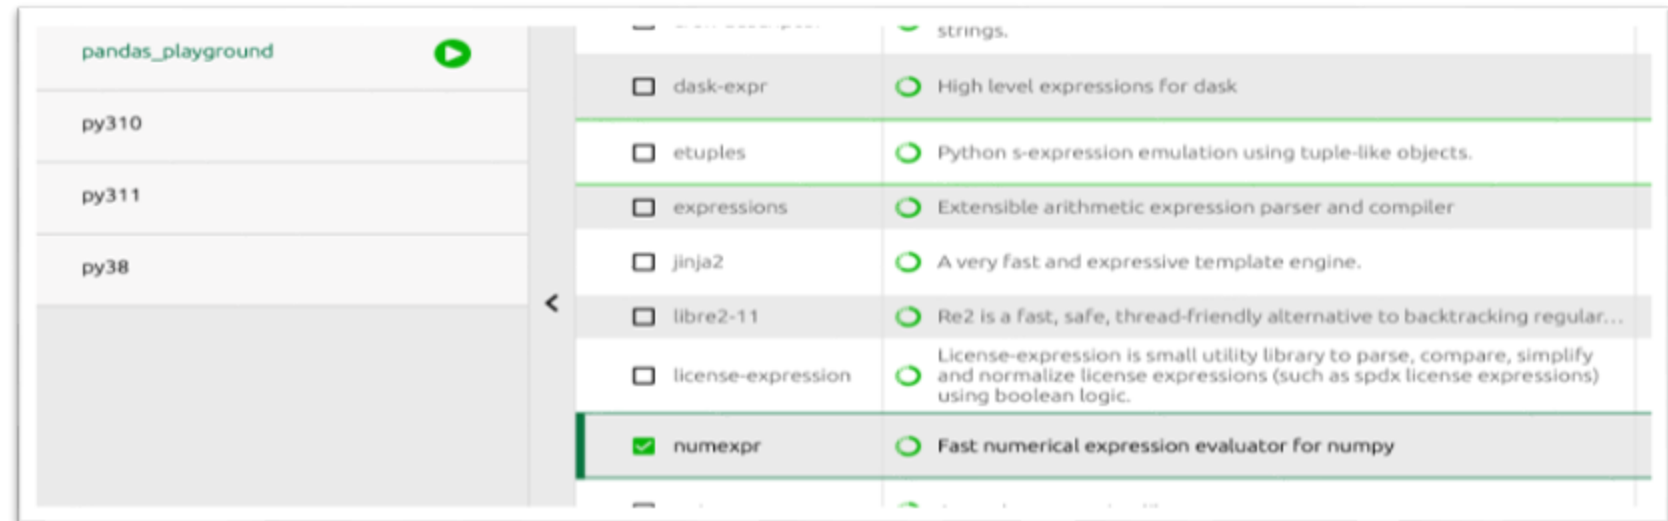 strings.
pandas_playground
dask-expr High level expressions for dask
py310
etuples Python s-expression emulation using tuple-like objects.
py311
expressions Extensible arithmetic expression parser and compiler
jinja2 A very fast and expressive template engine.
py38
libre2-11 Re2 is a fast, safe, thread-friendly alternative to backtracking regular...
License-expression is small utility library to parse, compare, simplify
license-expression and normalize license expressions (such as spdx license expressions)
using boolean logic.
numexpr Fast numerical expression evaluator for numpy